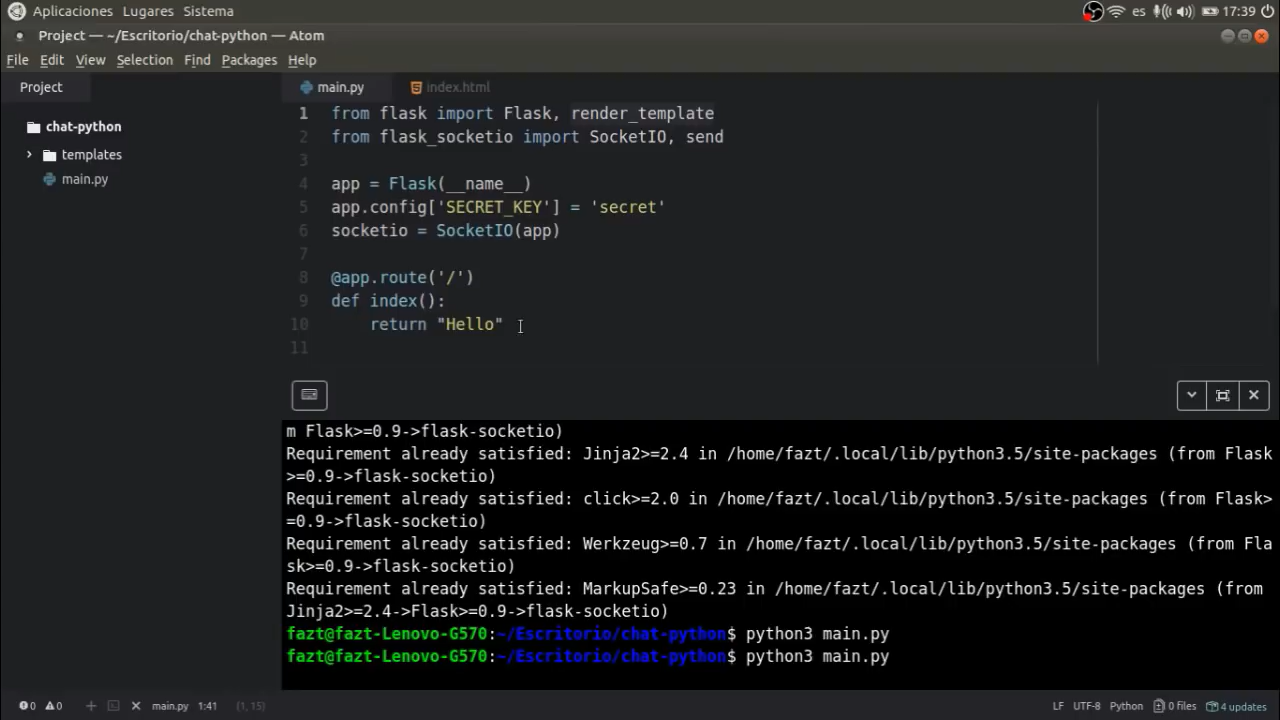 Aplicaciones Lugares Sistema es 17:39
Project — ~/Escritorio/chat-python — Atom
File Edit View Selection Find Packages Help
Project main.py index.html
chat-python
templates
main.py
1 from flask import Flask, render_template
2 from flask_socketio import SocketIO, send
3
4 app = Flask(__name__)
5 app.config['SECRET_KEY'] = 'secret'
6 socketio = SocketIO(app)
7
8 @app.route('/')
9 def index():
10     return "Hello"
11
m Flask>=0.9->flask-socketio)
Requirement already satisfied: Jinja2>=2.4 in /home/fazt/.local/lib/python3.5/site-packages (from Flask
>=0.9->flask-socketio)
Requirement already satisfied: click>=2.0 in /home/fazt/.local/lib/python3.5/site-packages (from Flask>
=0.9->flask-socketio)
Requirement already satisfied: Werkzeug>=0.7 in /home/fazt/.local/lib/python3.5/site-packages (from Fla
sk>=0.9->flask-socketio)
Requirement already satisfied: MarkupSafe>=0.23 in /home/fazt/.local/lib/python3.5/site-packages (from
Jinja2>=2.4->Flask>=0.9->flask-socketio)
fazt@fazt-Lenovo-G570:~/Escritorio/chat-python$ python3 main.py
fazt@fazt-Lenovo-G570:~/Escritorio/chat-python$ python3 main.py
0 0 main.py 1:41 (1, 15) LF UTF-8 Python 0 files 4 updates